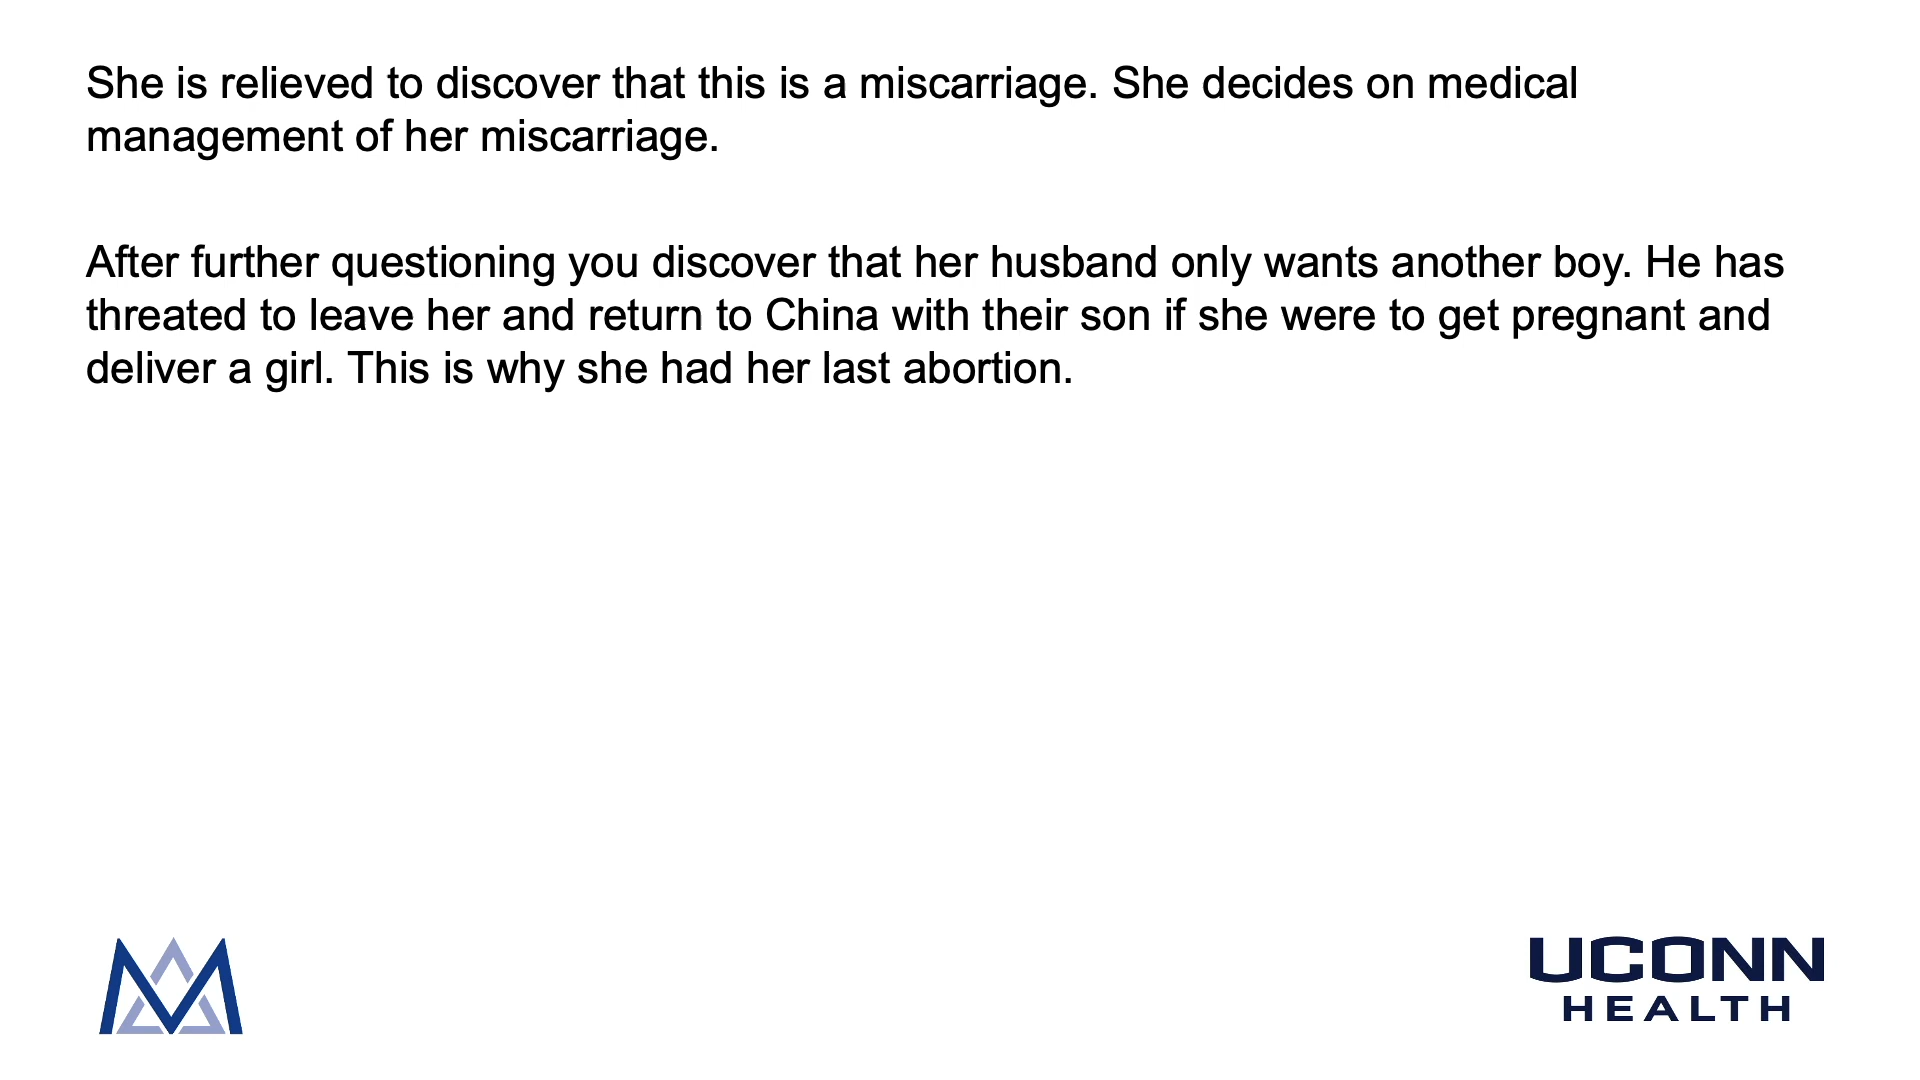 She is relieved to discover that this is a miscarriage. She decides on medical
management of her miscarriage.
After further questioning you discover that her husband only wants another boy. He has
threated to leave her and return to China with their son if she were to get pregnant and
deliver a girl. This is why she had her last abortion.
UCONN
HEALTH